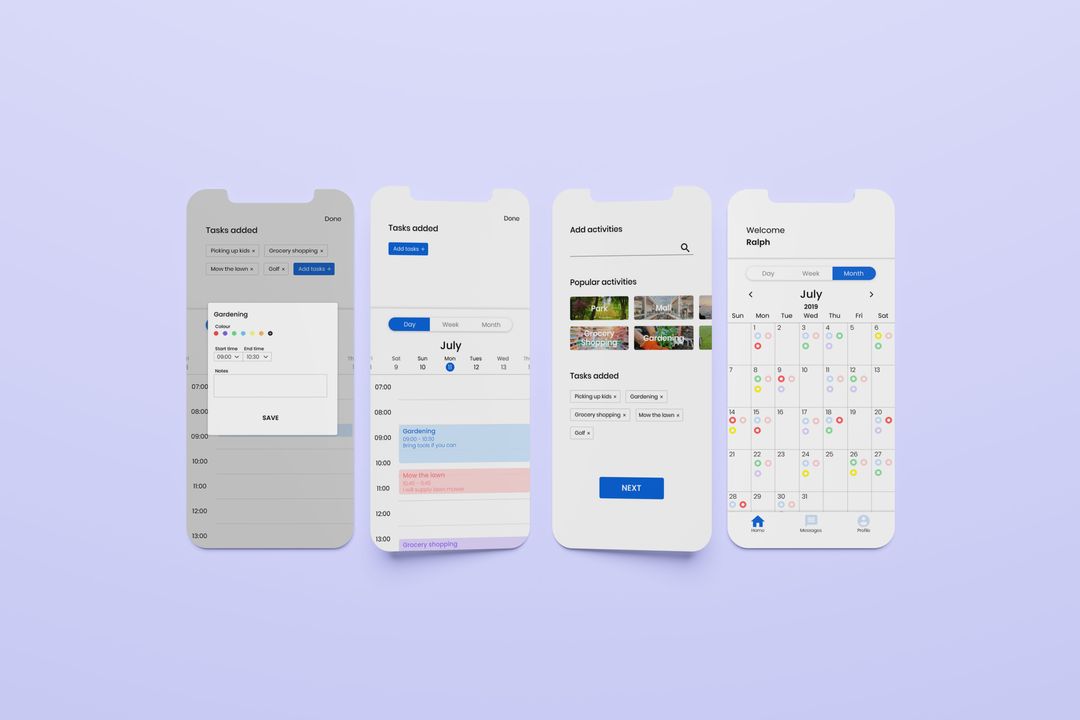 Done
Tasks added
Picking up kids ×
Grocery shopping ×
Mow the lawn ×
Golf ×
Add tasks +
Gardening
Colour
Start time
End time
09:00
10:30
Notes
SAVE
07:00
08:00
09:00
10:00
11:00
12:00
13:00
Done
Tasks added
Add tasks +
Day Week Month
July
Sat Sun Mon Tues Wed
9 10 11 12 13
07:00
08:00
09:00
Gardening
09:00 - 10:30
Bring tools if you can
10:00
Mow the lawn
10:45 - 11:45
I will supply lawn mower
11:00
12:00
13:00
Grocery shopping
Add activities
Popular activities
Park
Mall
Grocery
Shopping
Gardening
Tasks added
Picking up kids × Gardening ×
Grocery shopping × Mow the lawn ×
Golf ×
NEXT
Welcome
Ralph
Day Week Month
July
2019
Sun Mon Tue Wed Thu Fri Sat
1 2 3 4 5 6
7 8 9 10 11 12 13
14 15 16 17 18 19 20
21 22 23 24 25 26 27
28 29 30 31
Home Messages Profile